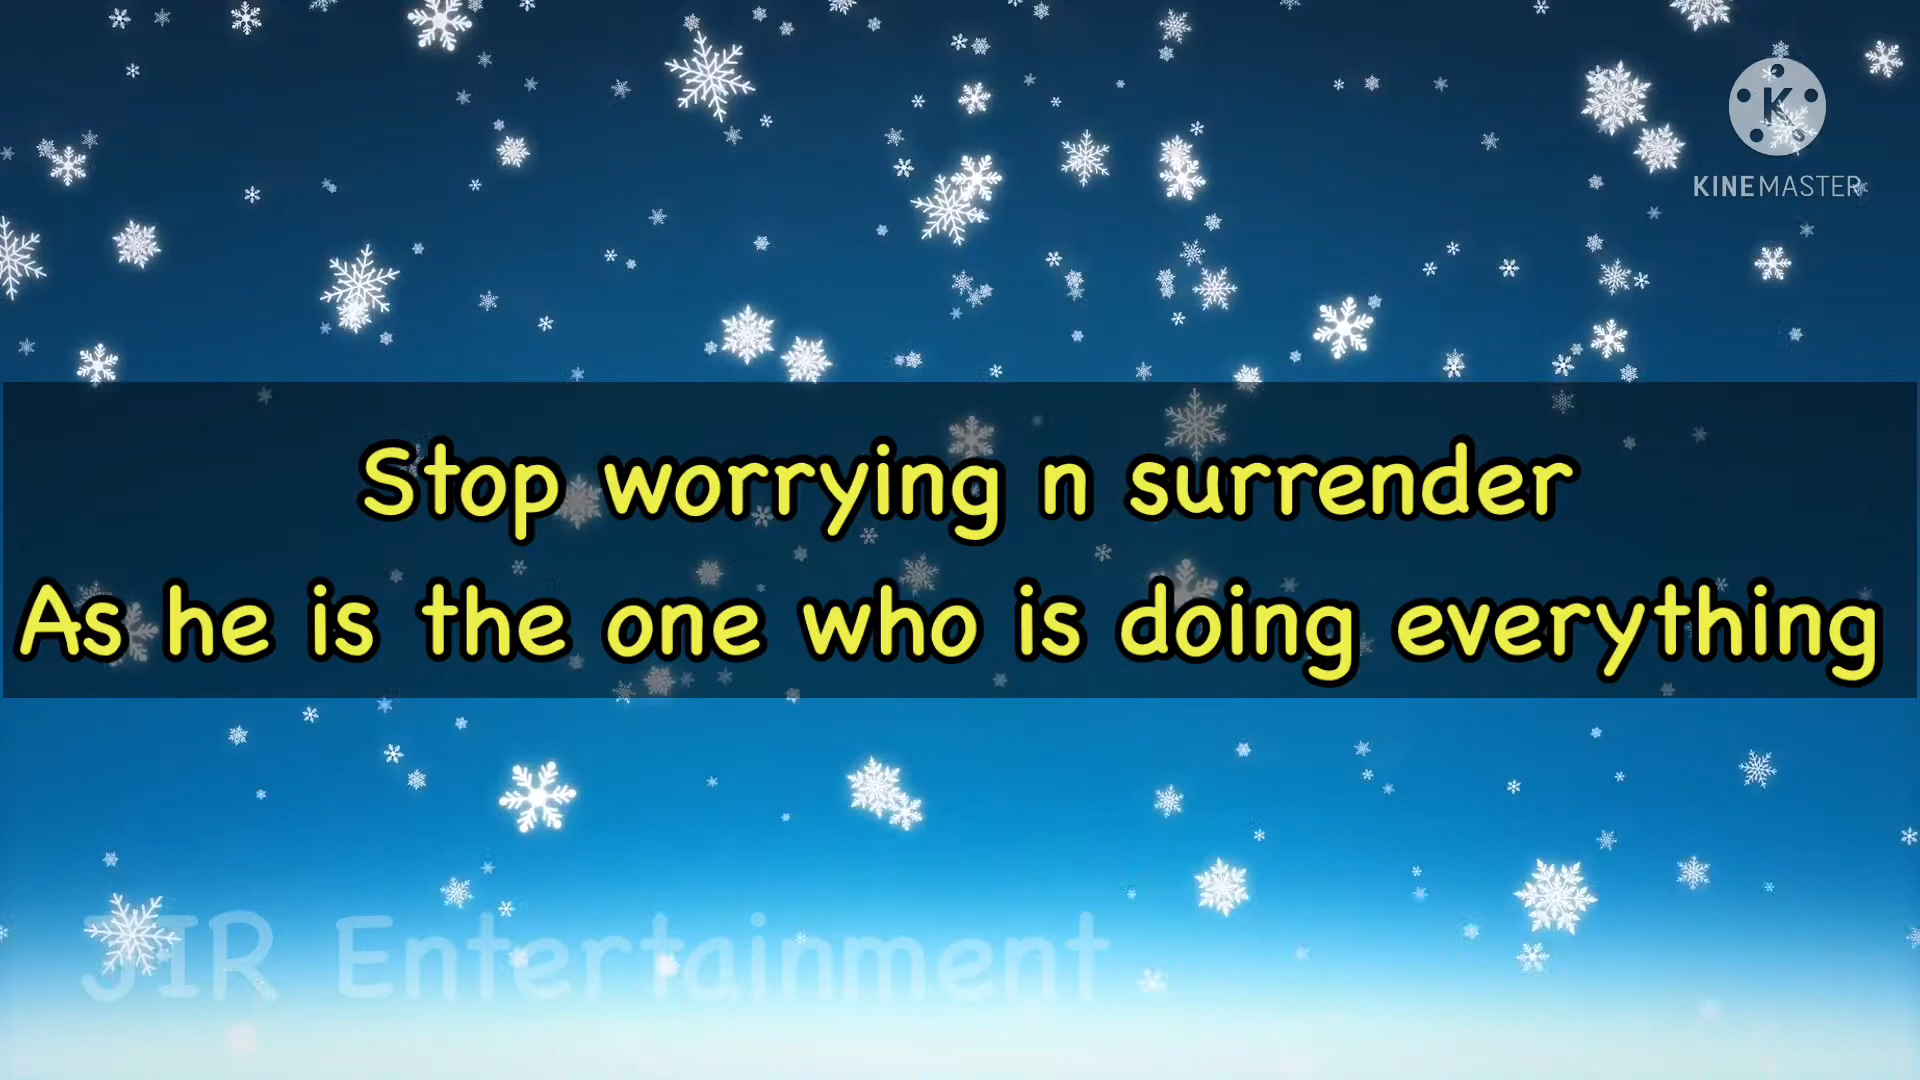 K
KINEMASTER
Stop worrying n surrender
As he is the one who is doing everything
JIR Entertainment